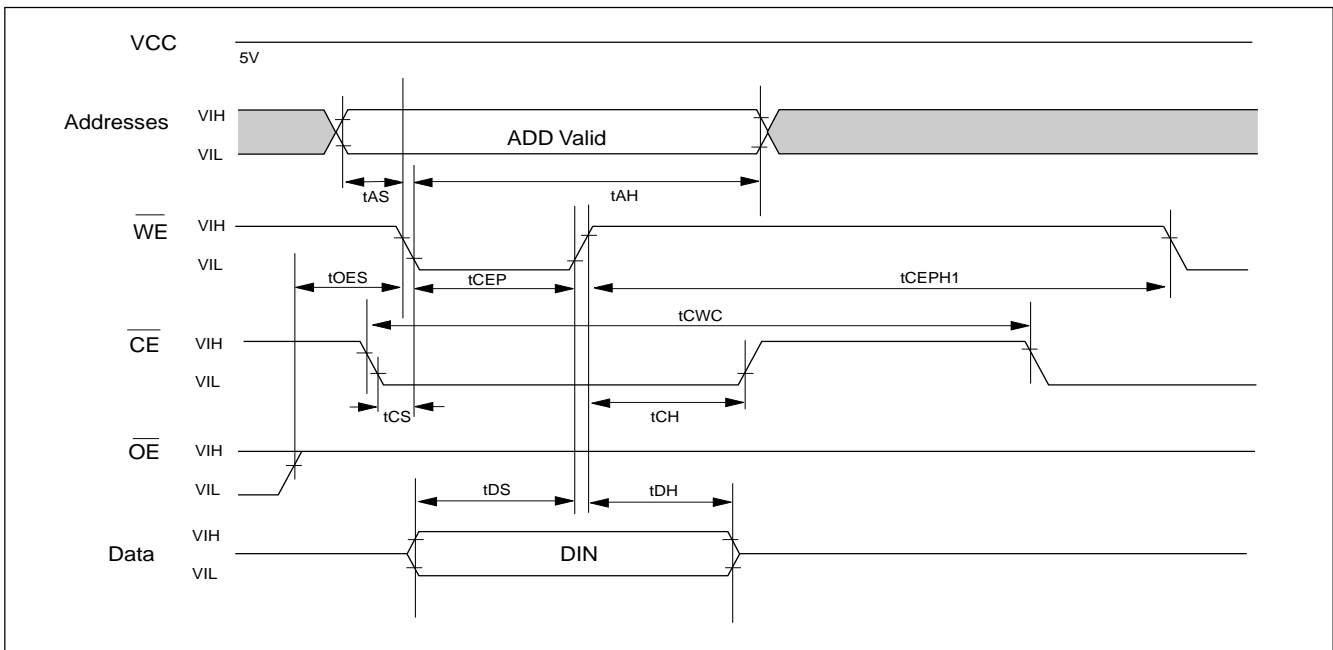 VCC
5V
Addresses
VIH
VIL
ADD Valid
tAS
tAH
WE
VIH
VIL
tOES
tCEP
tCEPH1
tCWC
CE
VIH
VIL
tCS
tCH
OE
VIH
VIL
tDS
tDH
Data
VIH
VIL
DIN